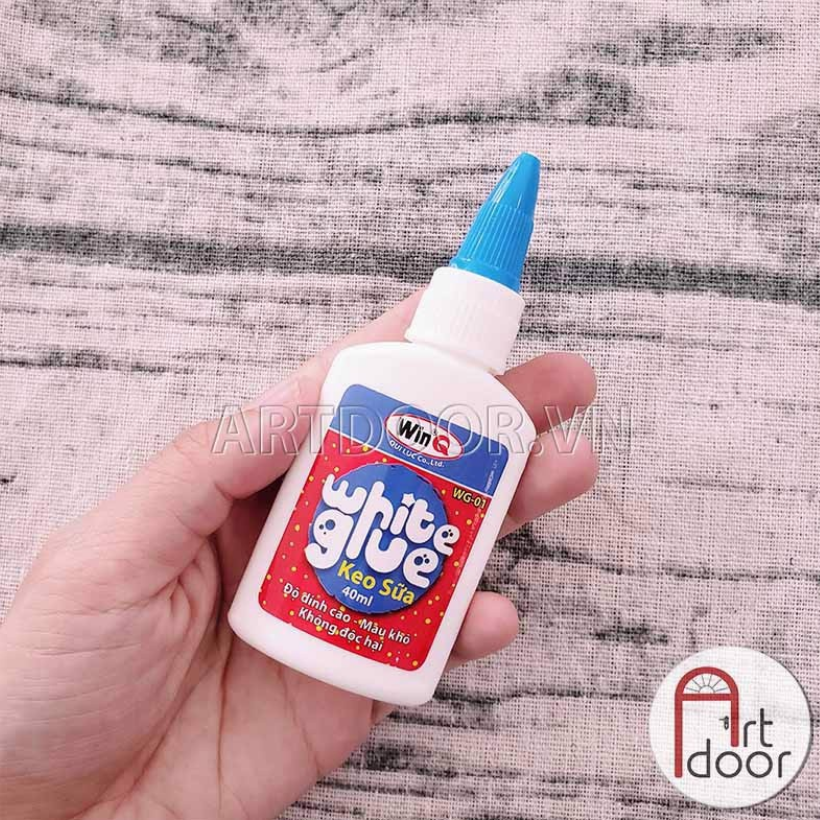 ARTDOOR.VN
Win Q
QUI LUC Co.,Ltd.
WG-01
white
glue
Keo Sữa
40ml
Độ dính cao - Mau khô
Không độc hại
Art
door